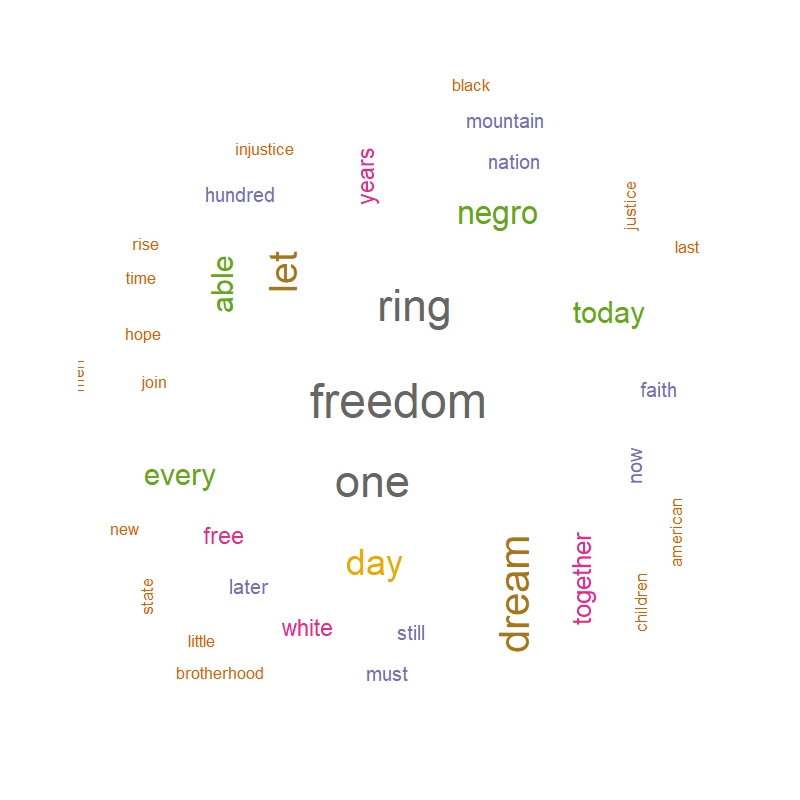 black
mountain
injustice
years
nation
hundred
negro
justice
rise
last
able
let
time
ring
today
hope
men
join
faith
freedom
now
every
one
new
free
american
day
dream
together
later
state
children
white
still
little
brotherhood
must